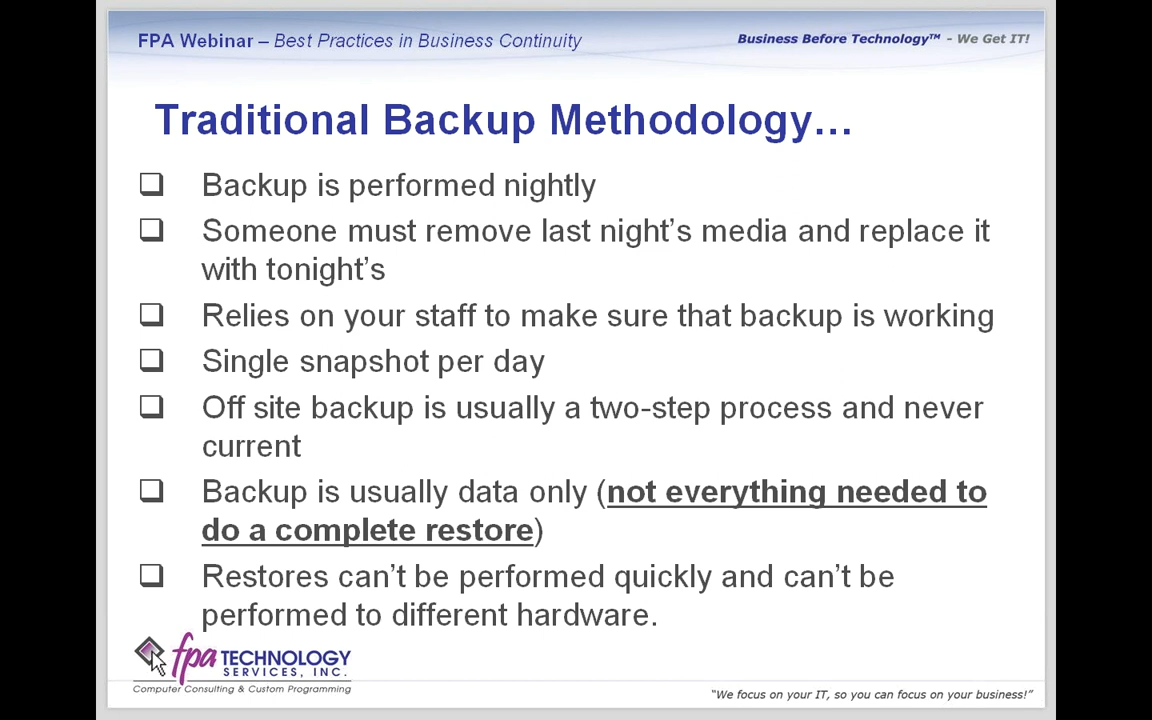 FPA Webinar – Best Practices in Business Continuity
Business Before Technology™ - We Get IT!
Traditional Backup Methodology…
❑ Backup is performed nightly
❑ Someone must remove last night’s media and replace it
with tonight’s
❑ Relies on your staff to make sure that backup is working
❑ Single snapshot per day
❑ Off site backup is usually a two-step process and never
current
❑ Backup is usually data only (not everything needed to
do a complete restore)
❑ Restores can’t be performed quickly and can’t be
performed to different hardware.
fpa TECHNOLOGY
SERVICES, INC.
Computer Consulting & Custom Programming
“We focus on your IT, so you can focus on your business!”